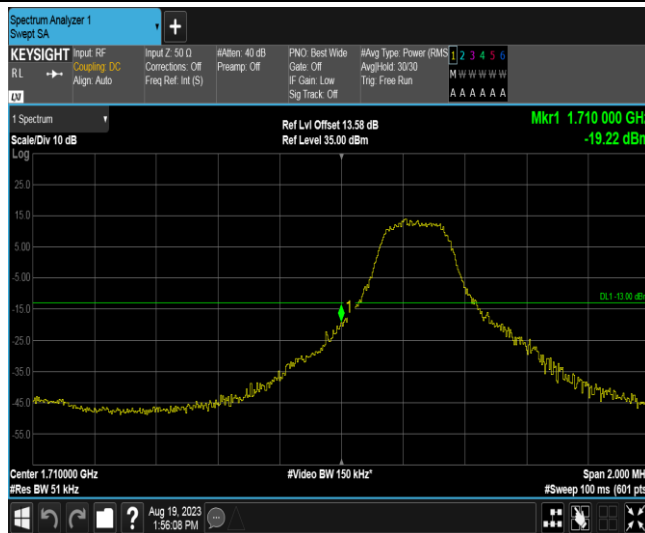 Spectrum Analyzer 1
Swept SA
▼
+
KEYSIGHT
RL
LXI
Input: RF
Coupling: DC
Align: Auto
Input Z: 50 Ω
Corrections: Off
Freq Ref: Int (S)
#Atten: 40 dB
Preamp: Off
PNO: Best Wide
Gate: Off
IF Gain: Low
Sig Track: Off
#Avg Type: Power (RMS
Avg|Hold: 30/30
Trig: Free Run
1 2 3 4 5 6
M W W W W W
A A A A A A
1 Spectrum ▼
Scale/Div 10 dB
Ref Lvl Offset 13.58 dB
Ref Level 35.00 dBm
Mkr1 1.710 000 GHz
-19.22 dBm
Log
25.0
15.0
5.00
-5.00
-15.0
-25.0
-35.0
-45.0
-55.0
1
DL1 -13.00 dBm
Center 1.710000 GHz
#Res BW 51 kHz
#Video BW 150 kHz*
Span 2.000 MH
#Sweep 100 ms (601 pts
?
Aug 19, 2023
1:56:08 PM